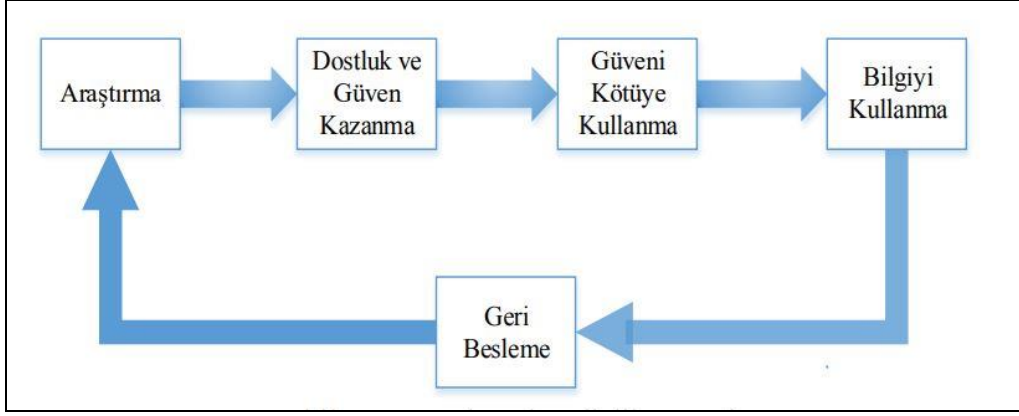 Araştırma
Dostluk ve
Güven
Kazanma
Güveni
Kötüye
Kullanma
Bilgiyi
Kullanma
Geri
Besleme